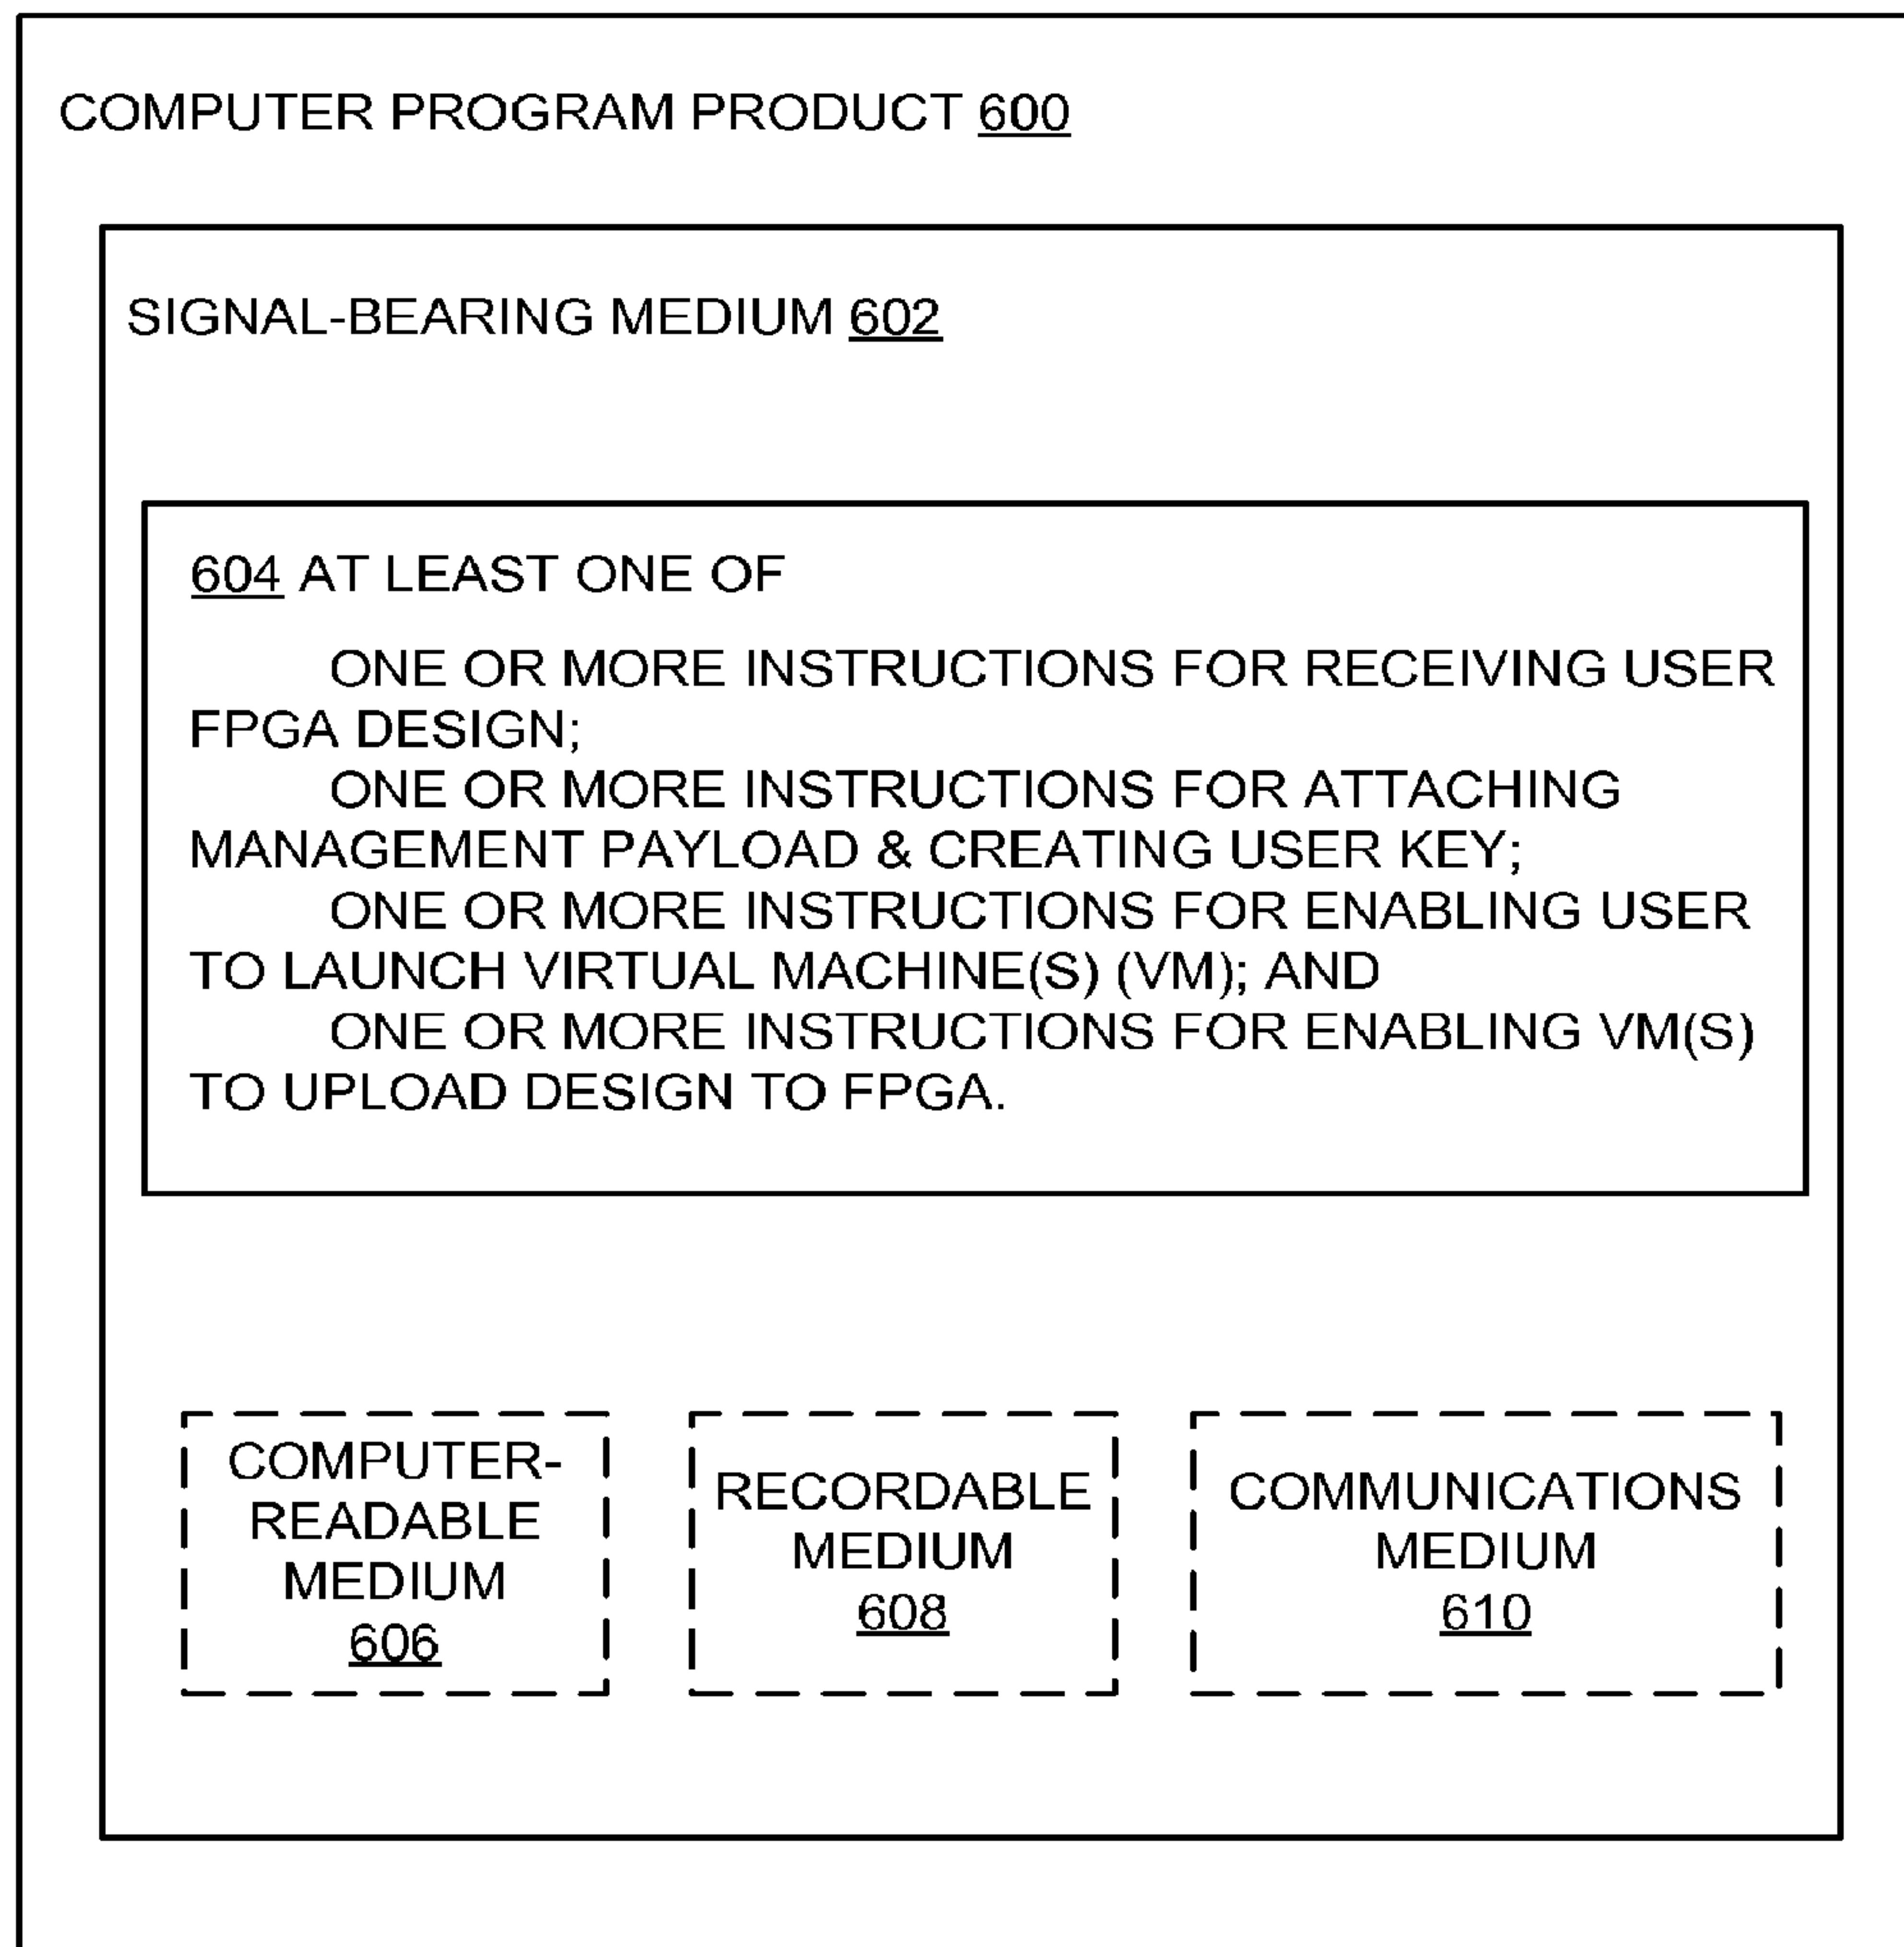 COMPUTER PROGRAM PRODUCT 600
SIGNAL-BEARING MEDIUM 602
604 AT LEAST ONE OF
ONE OR MORE INSTRUCTIONS FOR RECEIVING USER
FPGA DESIGN;
ONE OR MORE INSTRUCTIONS FOR ATTACHING
MANAGEMENT PAYLOAD & CREATING USER KEY;
ONE OR MORE INSTRUCTIONS FOR ENABLING USER
TO LAUNCH VIRTUAL MACHINE(S) (VM); AND
ONE OR MORE INSTRUCTIONS FOR ENABLING VM(S)
TO UPLOAD DESIGN TO FPGA.
COMPUTER-
READABLE
MEDIUM
606
RECORDABLE
MEDIUM
608
COMMUNICATIONS
MEDIUM
610